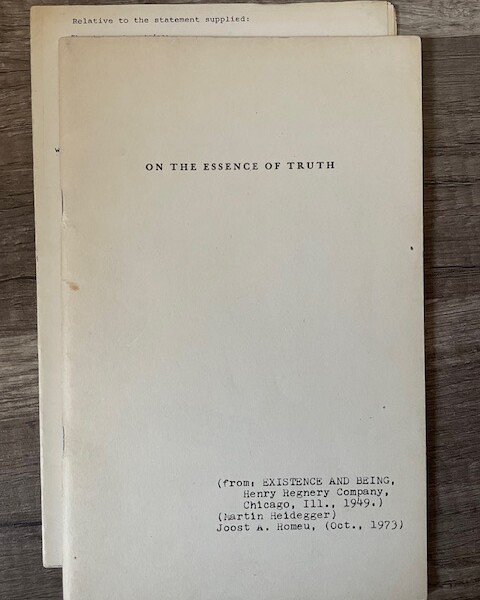 Relative to the statement supplied:
ON THE ESSENCE OF TRUTH
(from: EXISTENCE AND BEING,
Henry Regnery Company,
Chicago, Ill., 1949.)
(Martin Heidegger)
Joost A. Romeu, (Oct., 1973)